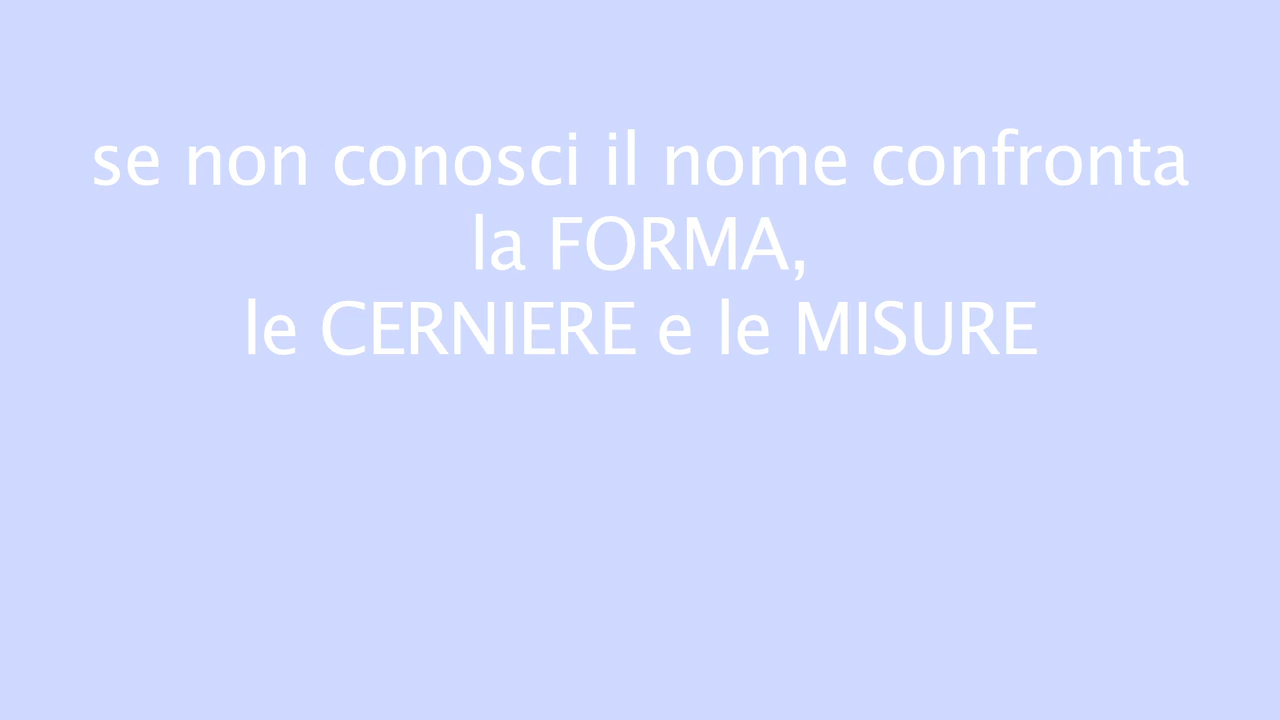 se non conosci il nome confronta
la FORMA,
le CERNIERE e le MISURE